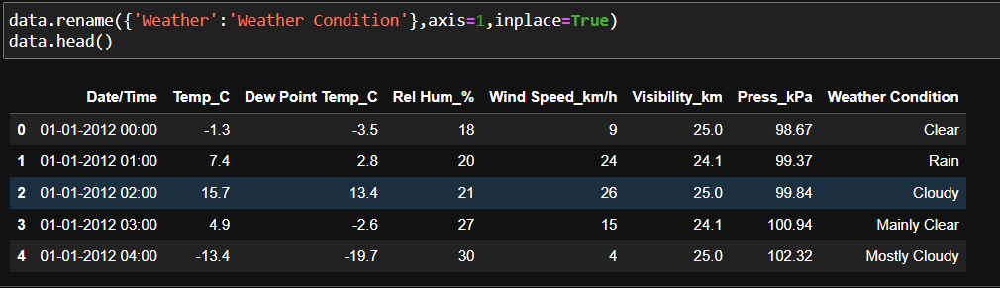 data.rename({'Weather':'Weather Condition'},axis=1,inplace=True)
data.head()
Date/Time Temp_C Dew Point Temp_C Rel Hum_% Wind Speed_km/h Visibility_km Press_kPa Weather Condition
0 01-01-2012 00:00 -1.3 -3.5 18 9 25.0 98.67 Clear
1 01-01-2012 01:00 7.4 2.8 20 24 24.1 99.37 Rain
2 01-01-2012 02:00 15.7 13.4 21 26 25.0 99.84 Cloudy
3 01-01-2012 03:00 4.9 -2.6 27 15 24.1 100.94 Mainly Clear
4 01-01-2012 04:00 -13.4 -19.7 30 4 25.0 102.32 Mostly Cloudy